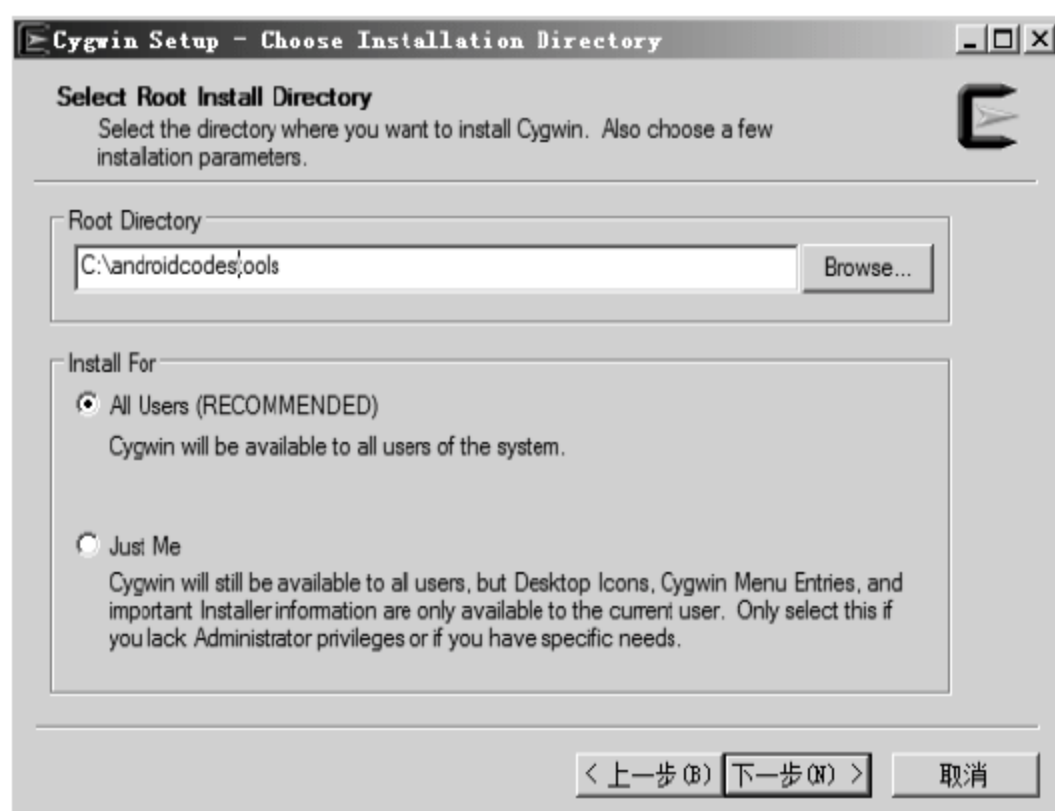 Cygwin Setup - Choose Installation Directory
Select Root Install Directory
Select the directory where you want to install Cygwin. Also choose a few
installation parameters.
Root Directory
C:\androidcodestools
Browse...
Install For
All Users (RECOMMENDED)
Cygwin will be available to all users of the system.
Just Me
Cygwin will still be available to all users, but Desktop Icons, Cygwin Menu Entries, and
important Installer information are only available to the current user. Only select this if
you lack Administrator privileges or if you have specific needs.
< 上一步(B) 下一步(N) > 取消